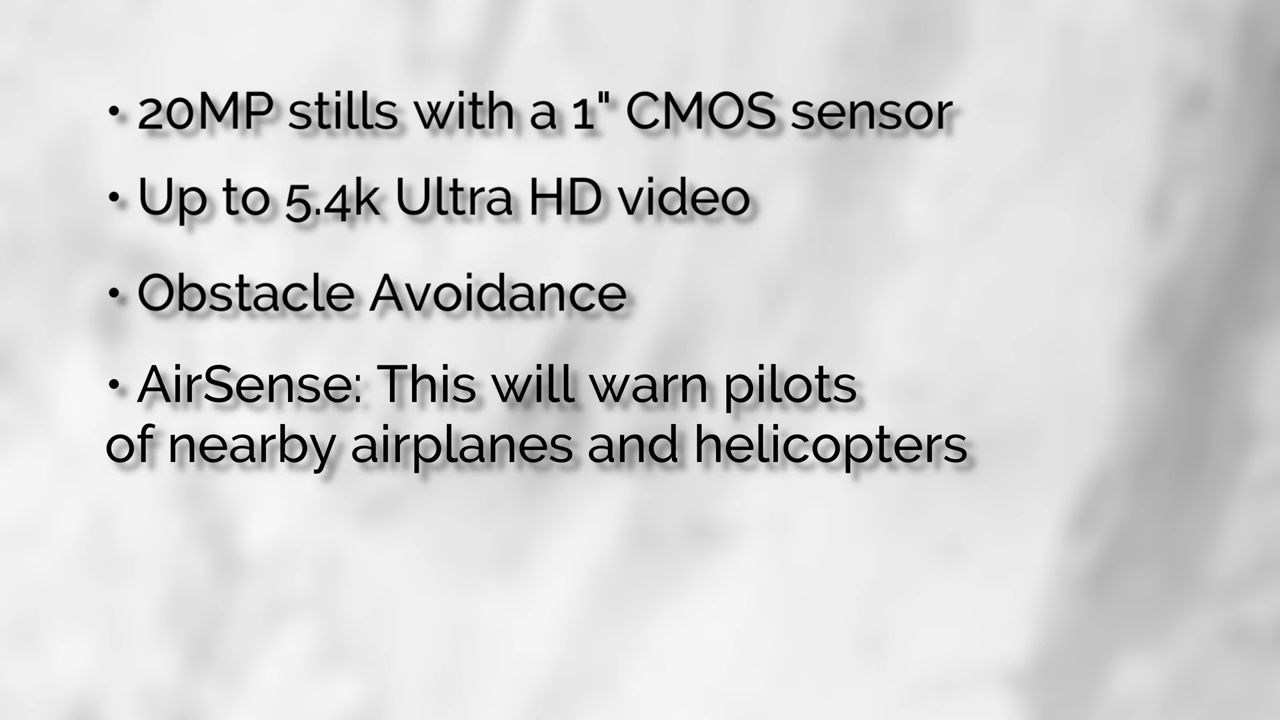 • 20MP stills with a 1" CMOS sensor
• Up to 5.4k Ultra HD video
• Obstacle Avoidance
• AirSense: This will warn pilots
of nearby airplanes and helicopters